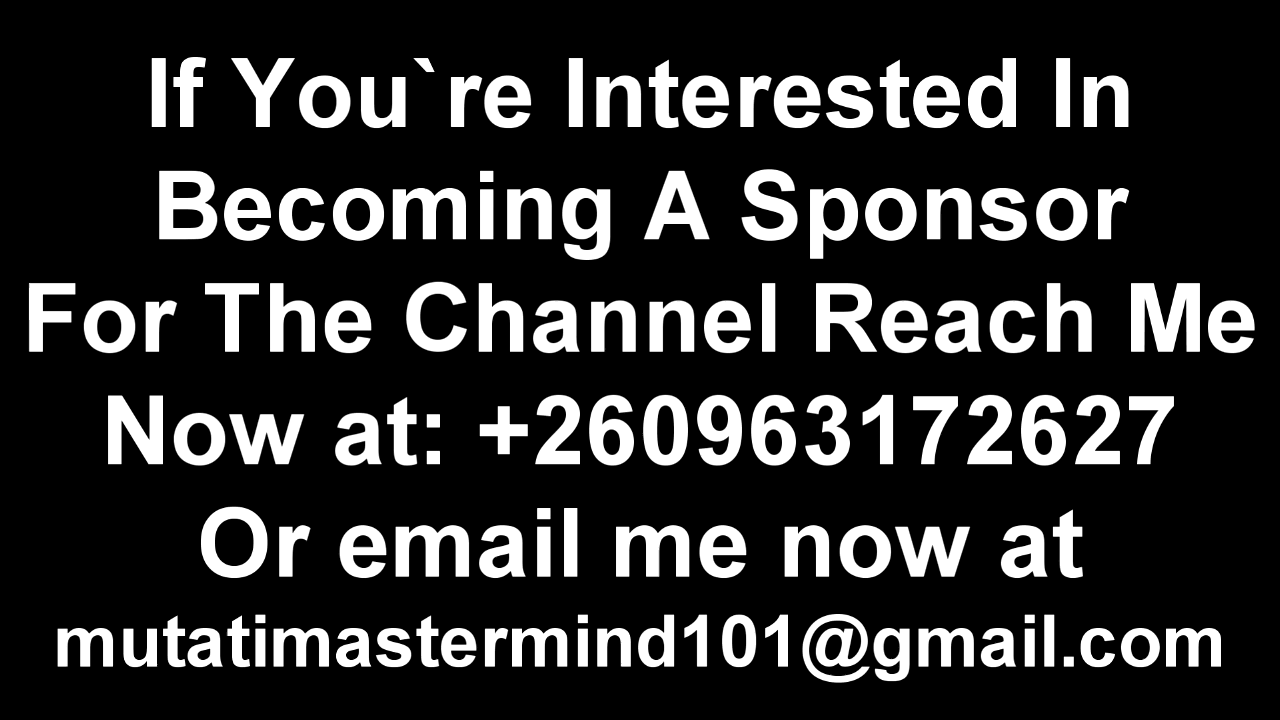 If You`re Interested In
Becoming A Sponsor
For The Channel Reach Me
Now at: +260963172627
Or email me now at
mutatimastermind101@gmail.com